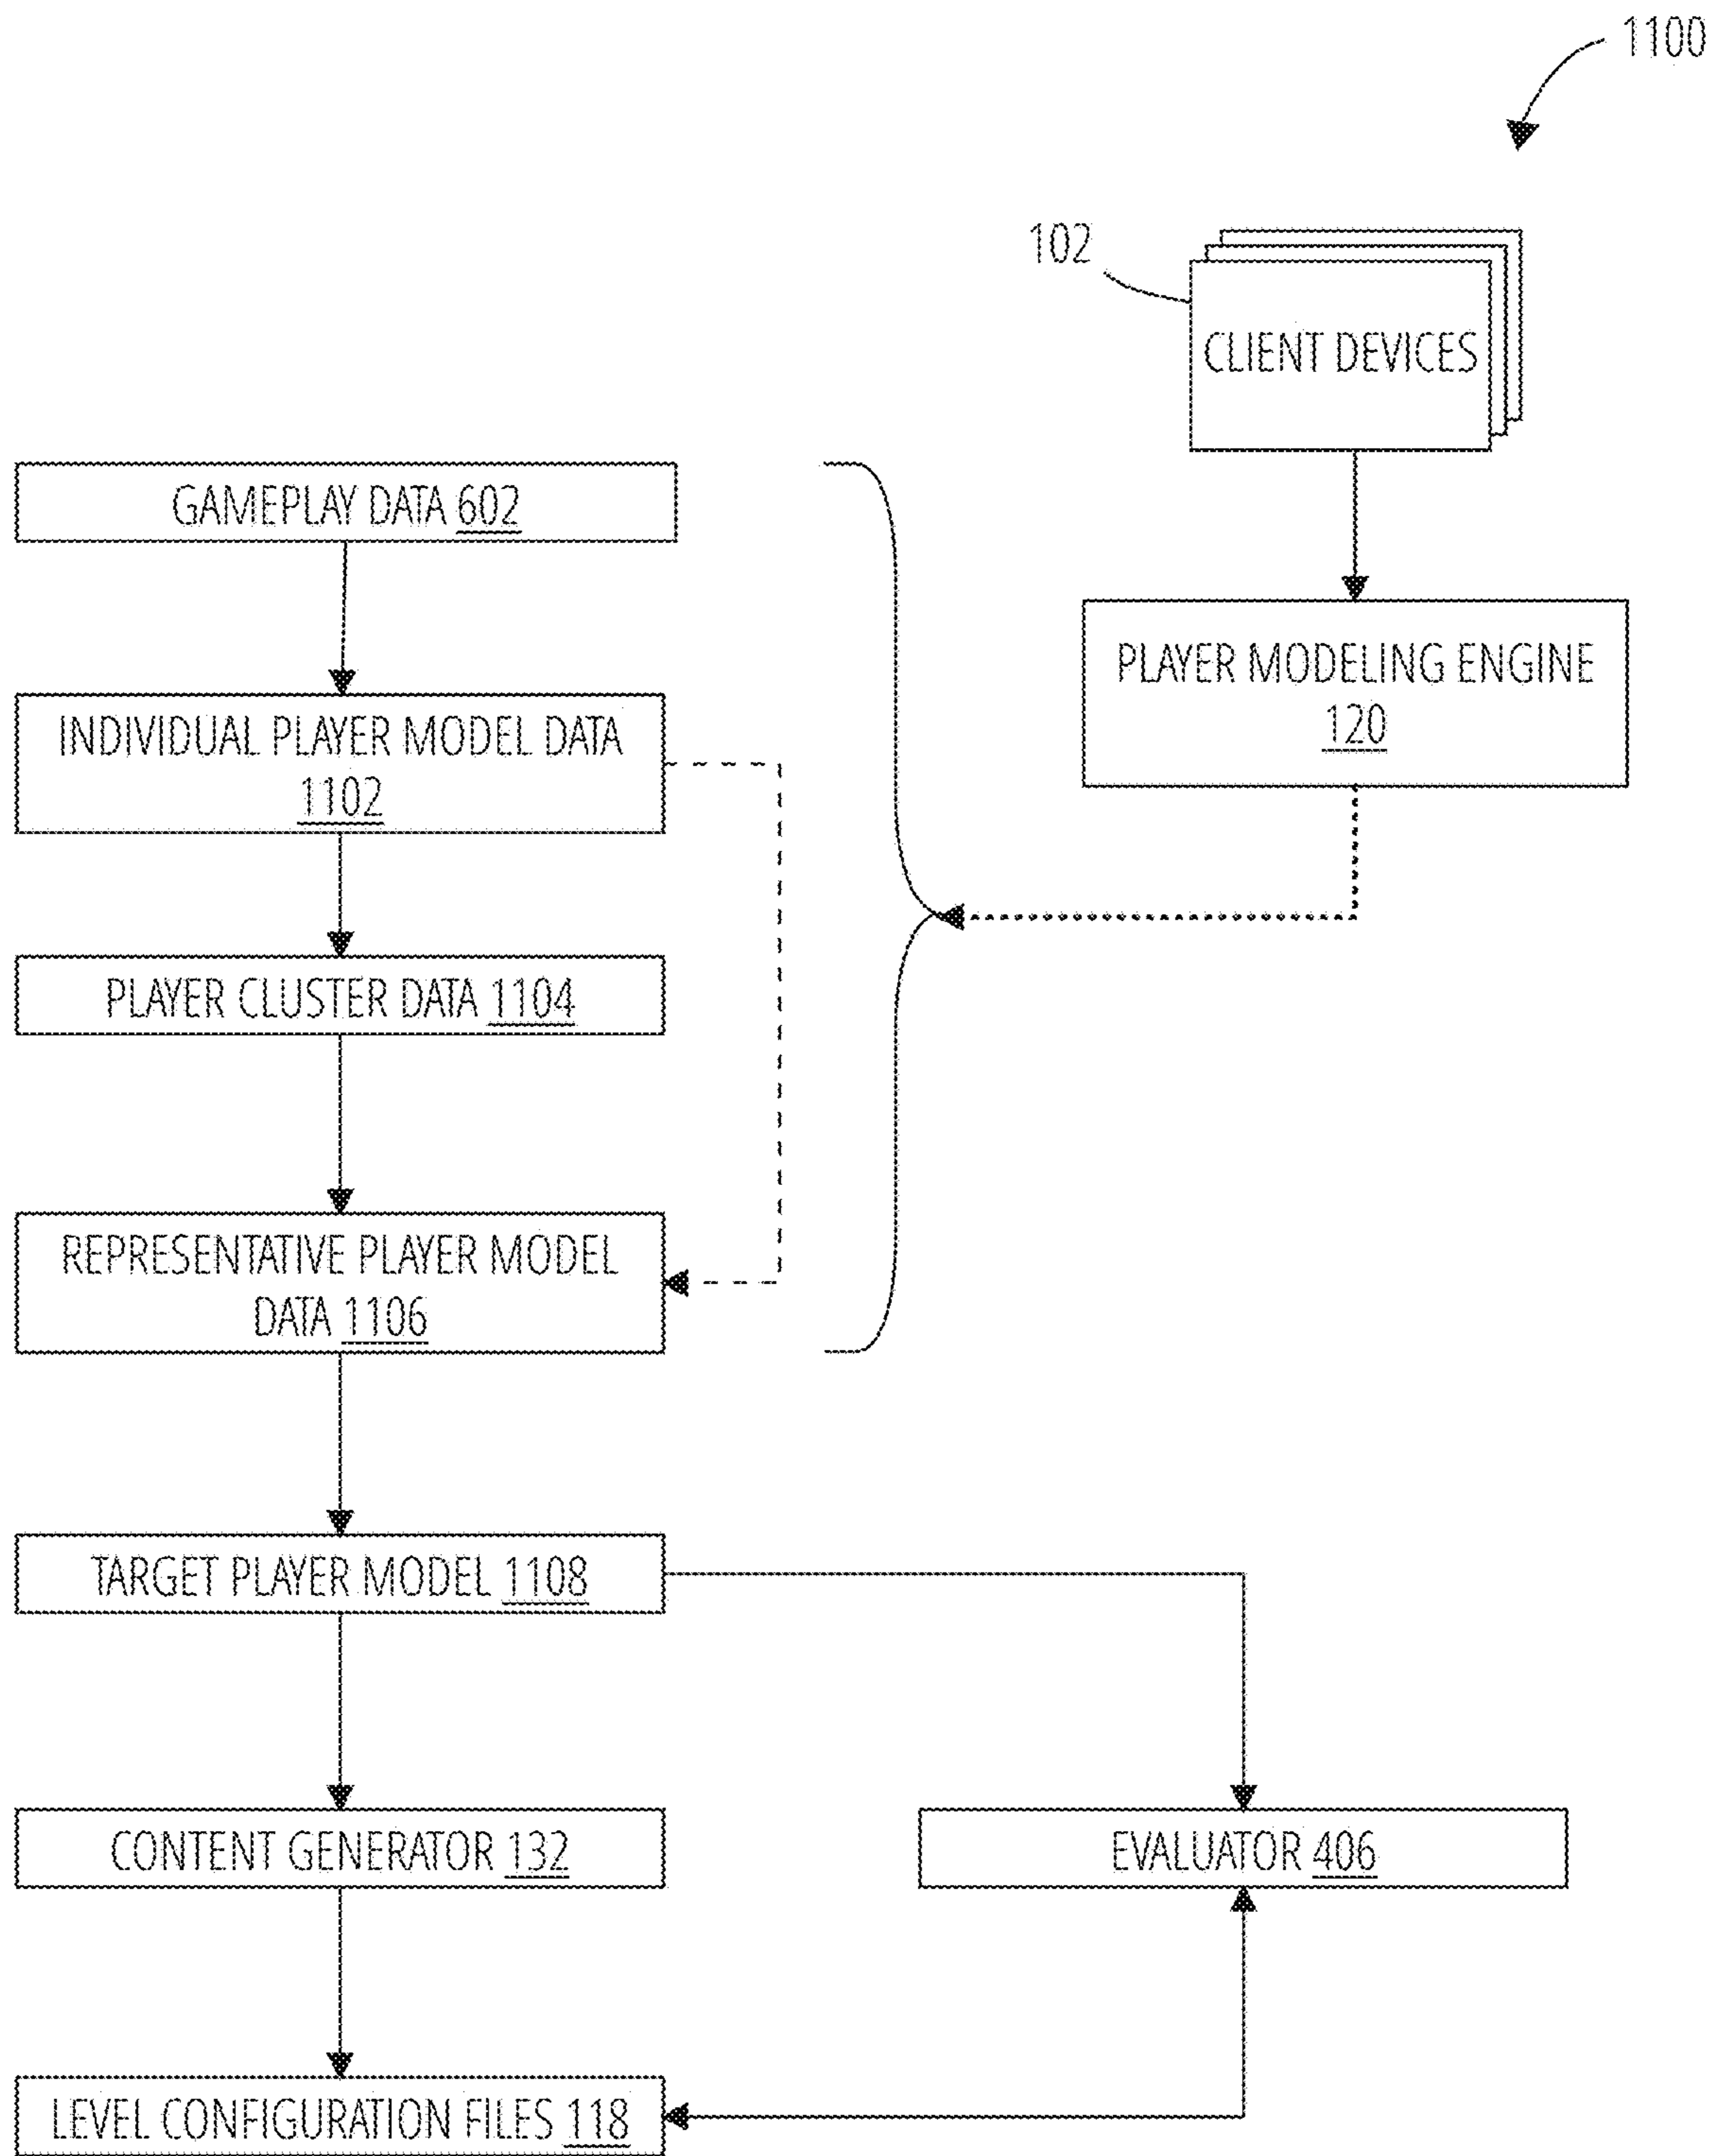 1100
102
CLIENT DEVICES
GAMEPLAY DATA 602
PLAYER MODELING ENGINE
120
INDIVIDUAL PLAYER MODEL DATA
1102
PLAYER CLUSTER DATA 1104
REPRESENTATIVE PLAYER MODEL
DATA 1106
TARGET PLAYER MODEL 1108
CONTENT GENERATOR 132
EVALUATOR 406
LEVEL CONFIGURATION FILES 118